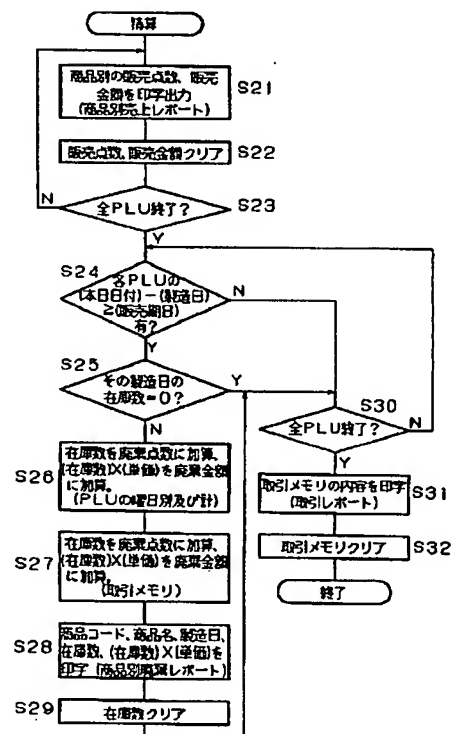 精算
商品別の販売点数、販売
金額を印字出力
(商品別売上レポート)
S21
販売点数、販売金額クリア
S22
N
全PLU終了?
S23
Y
S24
各PLUの
(本日日付)-(製造日)
≥(販売期日)
有?
N
Y
S25
その製造日の
在庫数=0?
Y
N
S30
全PLU終了?
N
Y
S26
在庫数を廃棄点数に加算、
(在庫数)×(単価)を廃棄金額
に加算。
(PLUの曜日別及び計)
取引メモリの内容を印字
(取引レポート)
S31
取引メモリクリア
S32
終了
S27
在庫数を廃棄点数に加算、
(在庫数)×(単価)を廃棄金額
に加算。
(取引メモリ)
S28
商品コード、商品名、製造日、
在庫数、(在庫数)×(単価)を
印字 (商品別廃棄レポート)
S29
在庫数クリア